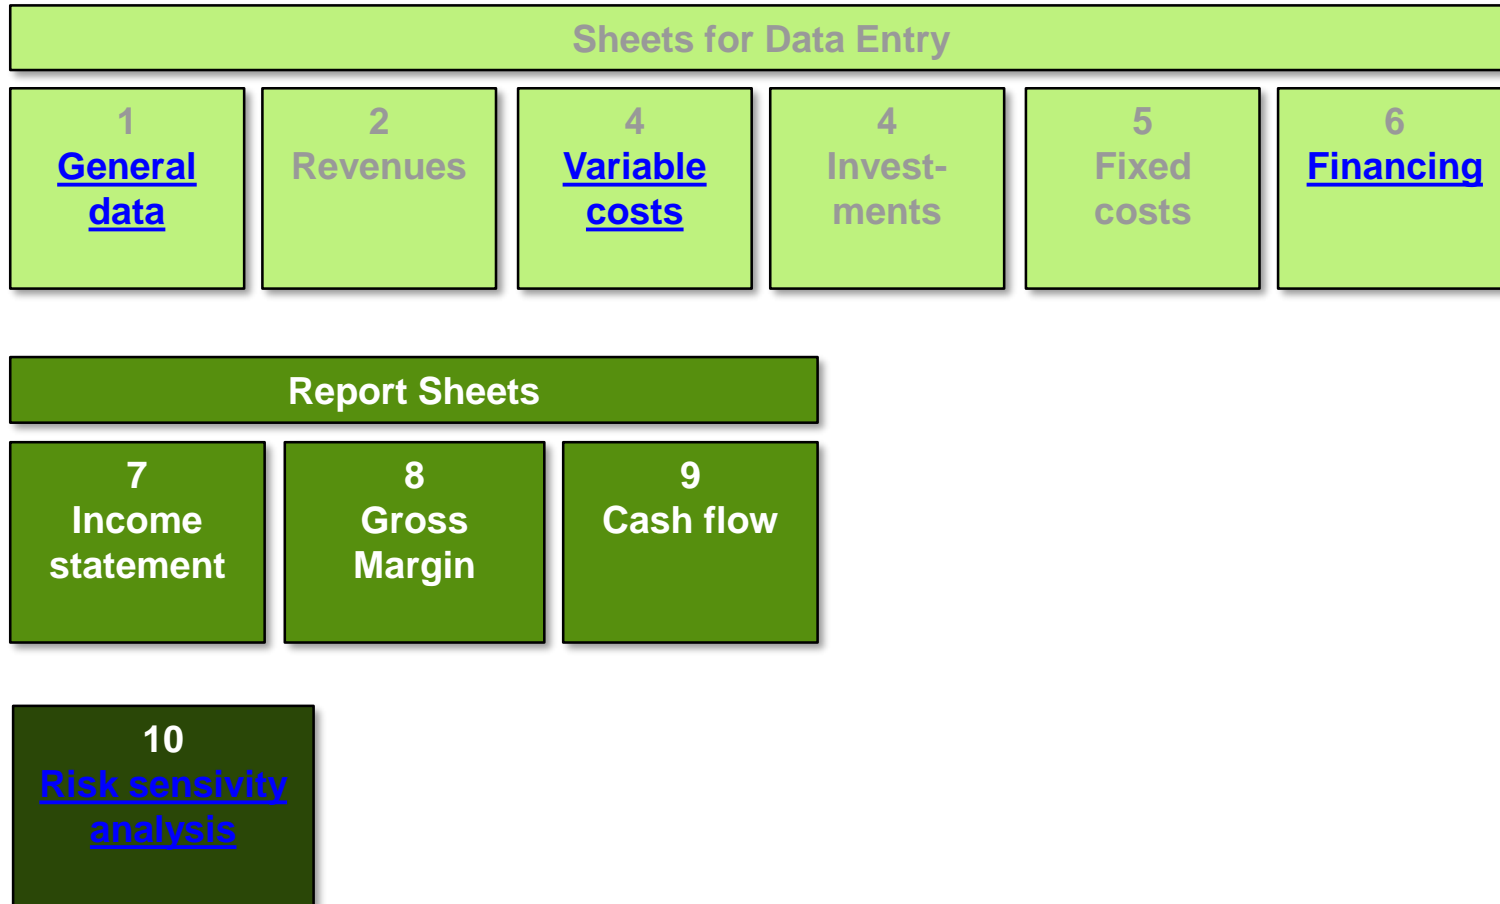 Sheets for Data Entry
1
General
data
2
Revenues
4
Variable
costs
4
Invest-
ments
5
Fixed
costs
6
Financing
Report Sheets
7
Income
statement
8
Gross
Margin
9
Cash flow
10
Risk sensivity
analysis